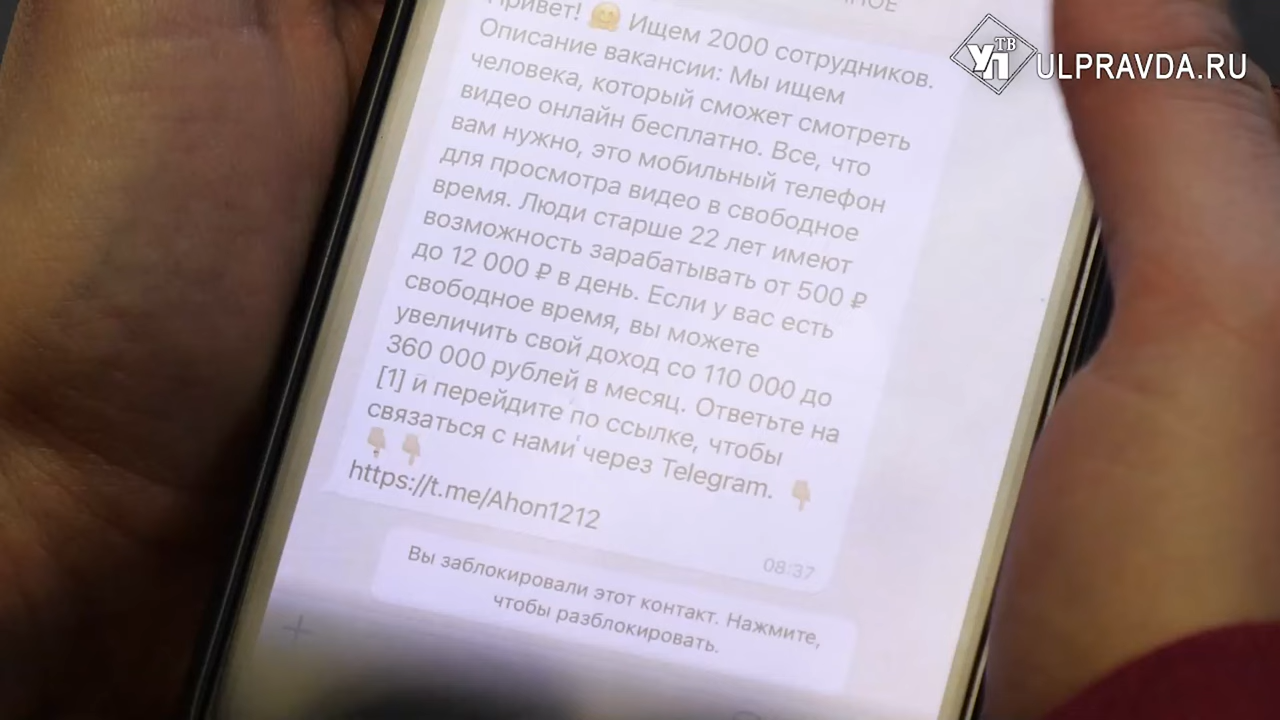 Привет! 🤗 Ищем 2000 сотрудников.
Описание вакансии: Мы ищем
человека, который сможет смотреть
видео онлайн бесплатно. Все, что
вам нужно, это мобильный телефон
для просмотра видео в свободное
время. Люди старше 22 лет имеют
возможность зарабатывать от 500 ₽
до 12 000 ₽ в день. Если у вас есть
свободное время, вы можете
увеличить свой доход со 110 000 до
360 000 рублей в месяц. Ответьте на
[1] и перейдите по ссылке, чтобы
связаться с нами через Telegram. 👇
👇 👇
https://t.me/Ahon1212
08:37
Вы заблокировали этот контакт. Нажмите,
чтобы разблокировать.
УП ТВ ULPRAVDA.RU